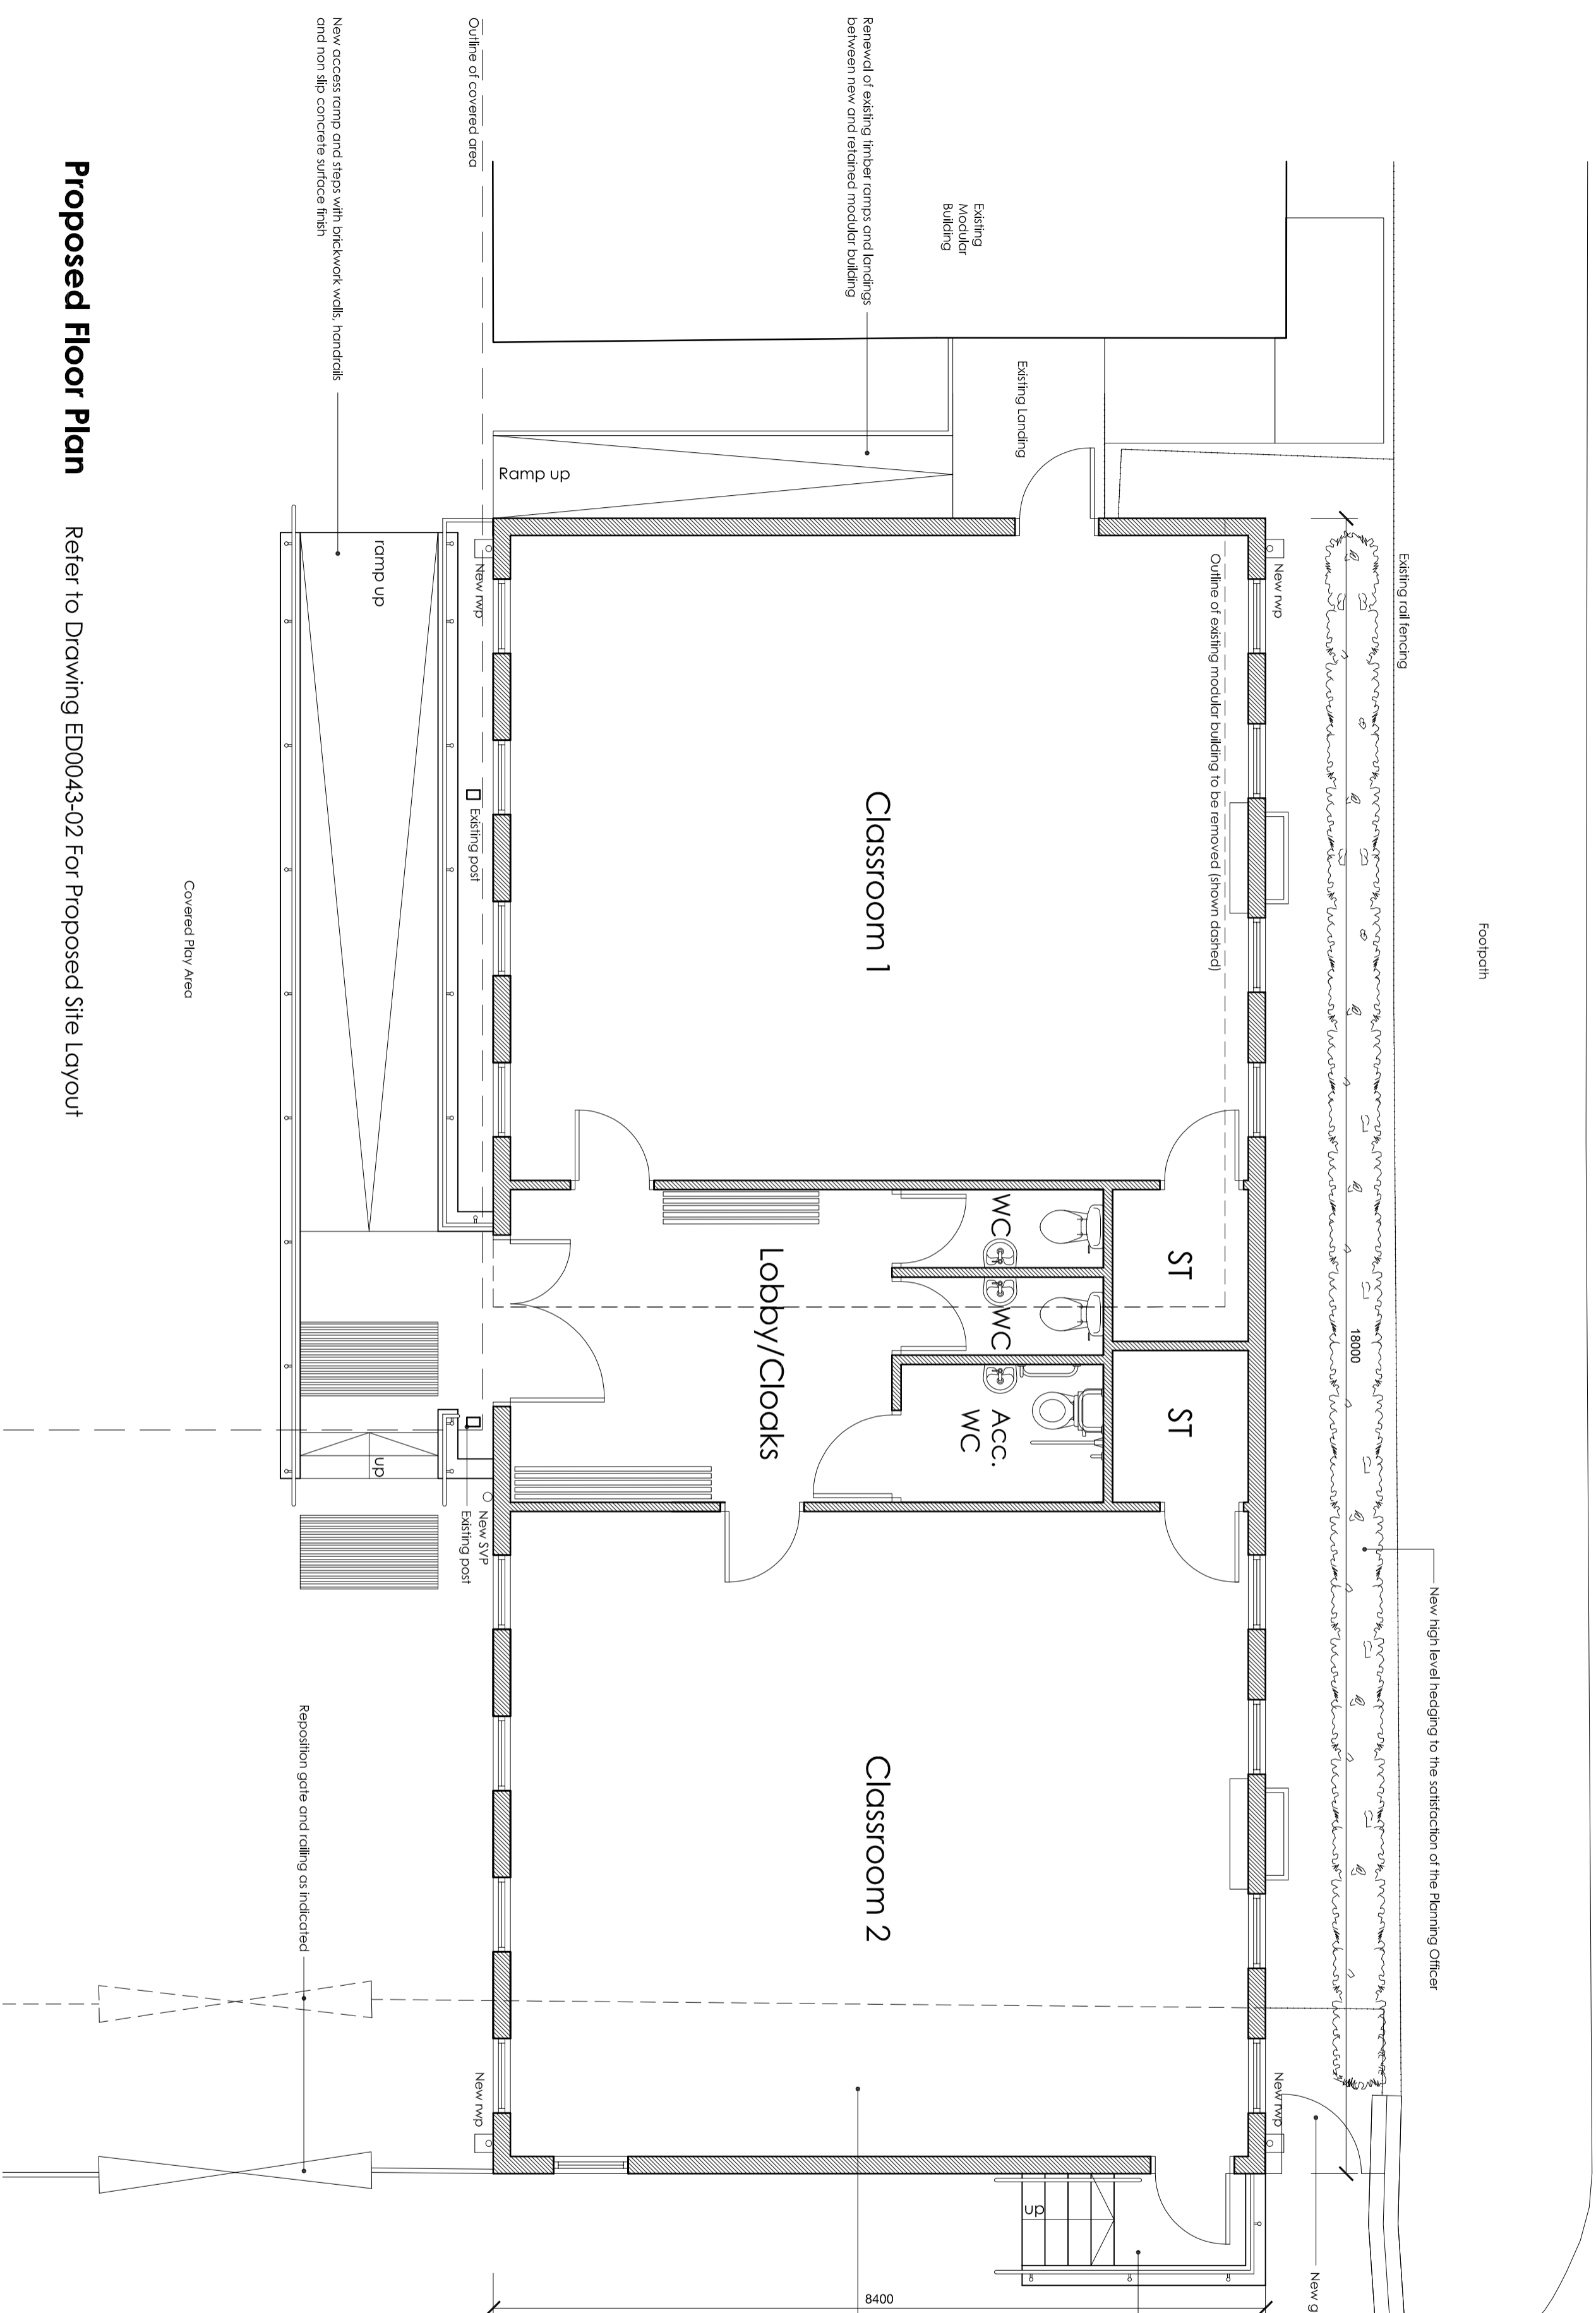 Footpath
Existing rail fencing
New high level hedging to the satisfaction of the Planning Officer
18000
New rwp
New rwp
Outline of existing modular building to be removed (shown dashed)
Existing
Modular
Building
Existing Landing
Renewal of existing timber ramps and landings
between new and retained modular building
Ramp up
Classroom 1
ST
ST
WC
WC
Acc.
WC
Lobby/Cloaks
Classroom 2
up
8400
New g
Outline of covered area
New rwp
Existing post
New SVP
Existing post
New rwp
ramp up
up
New access ramp and steps with brickwork walls, handrails
and non slip concrete surface finish
Reposition gate and railing as indicated
Covered Play Area
Proposed Floor Plan
Refer to Drawing ED0043-02 For Proposed Site Layout